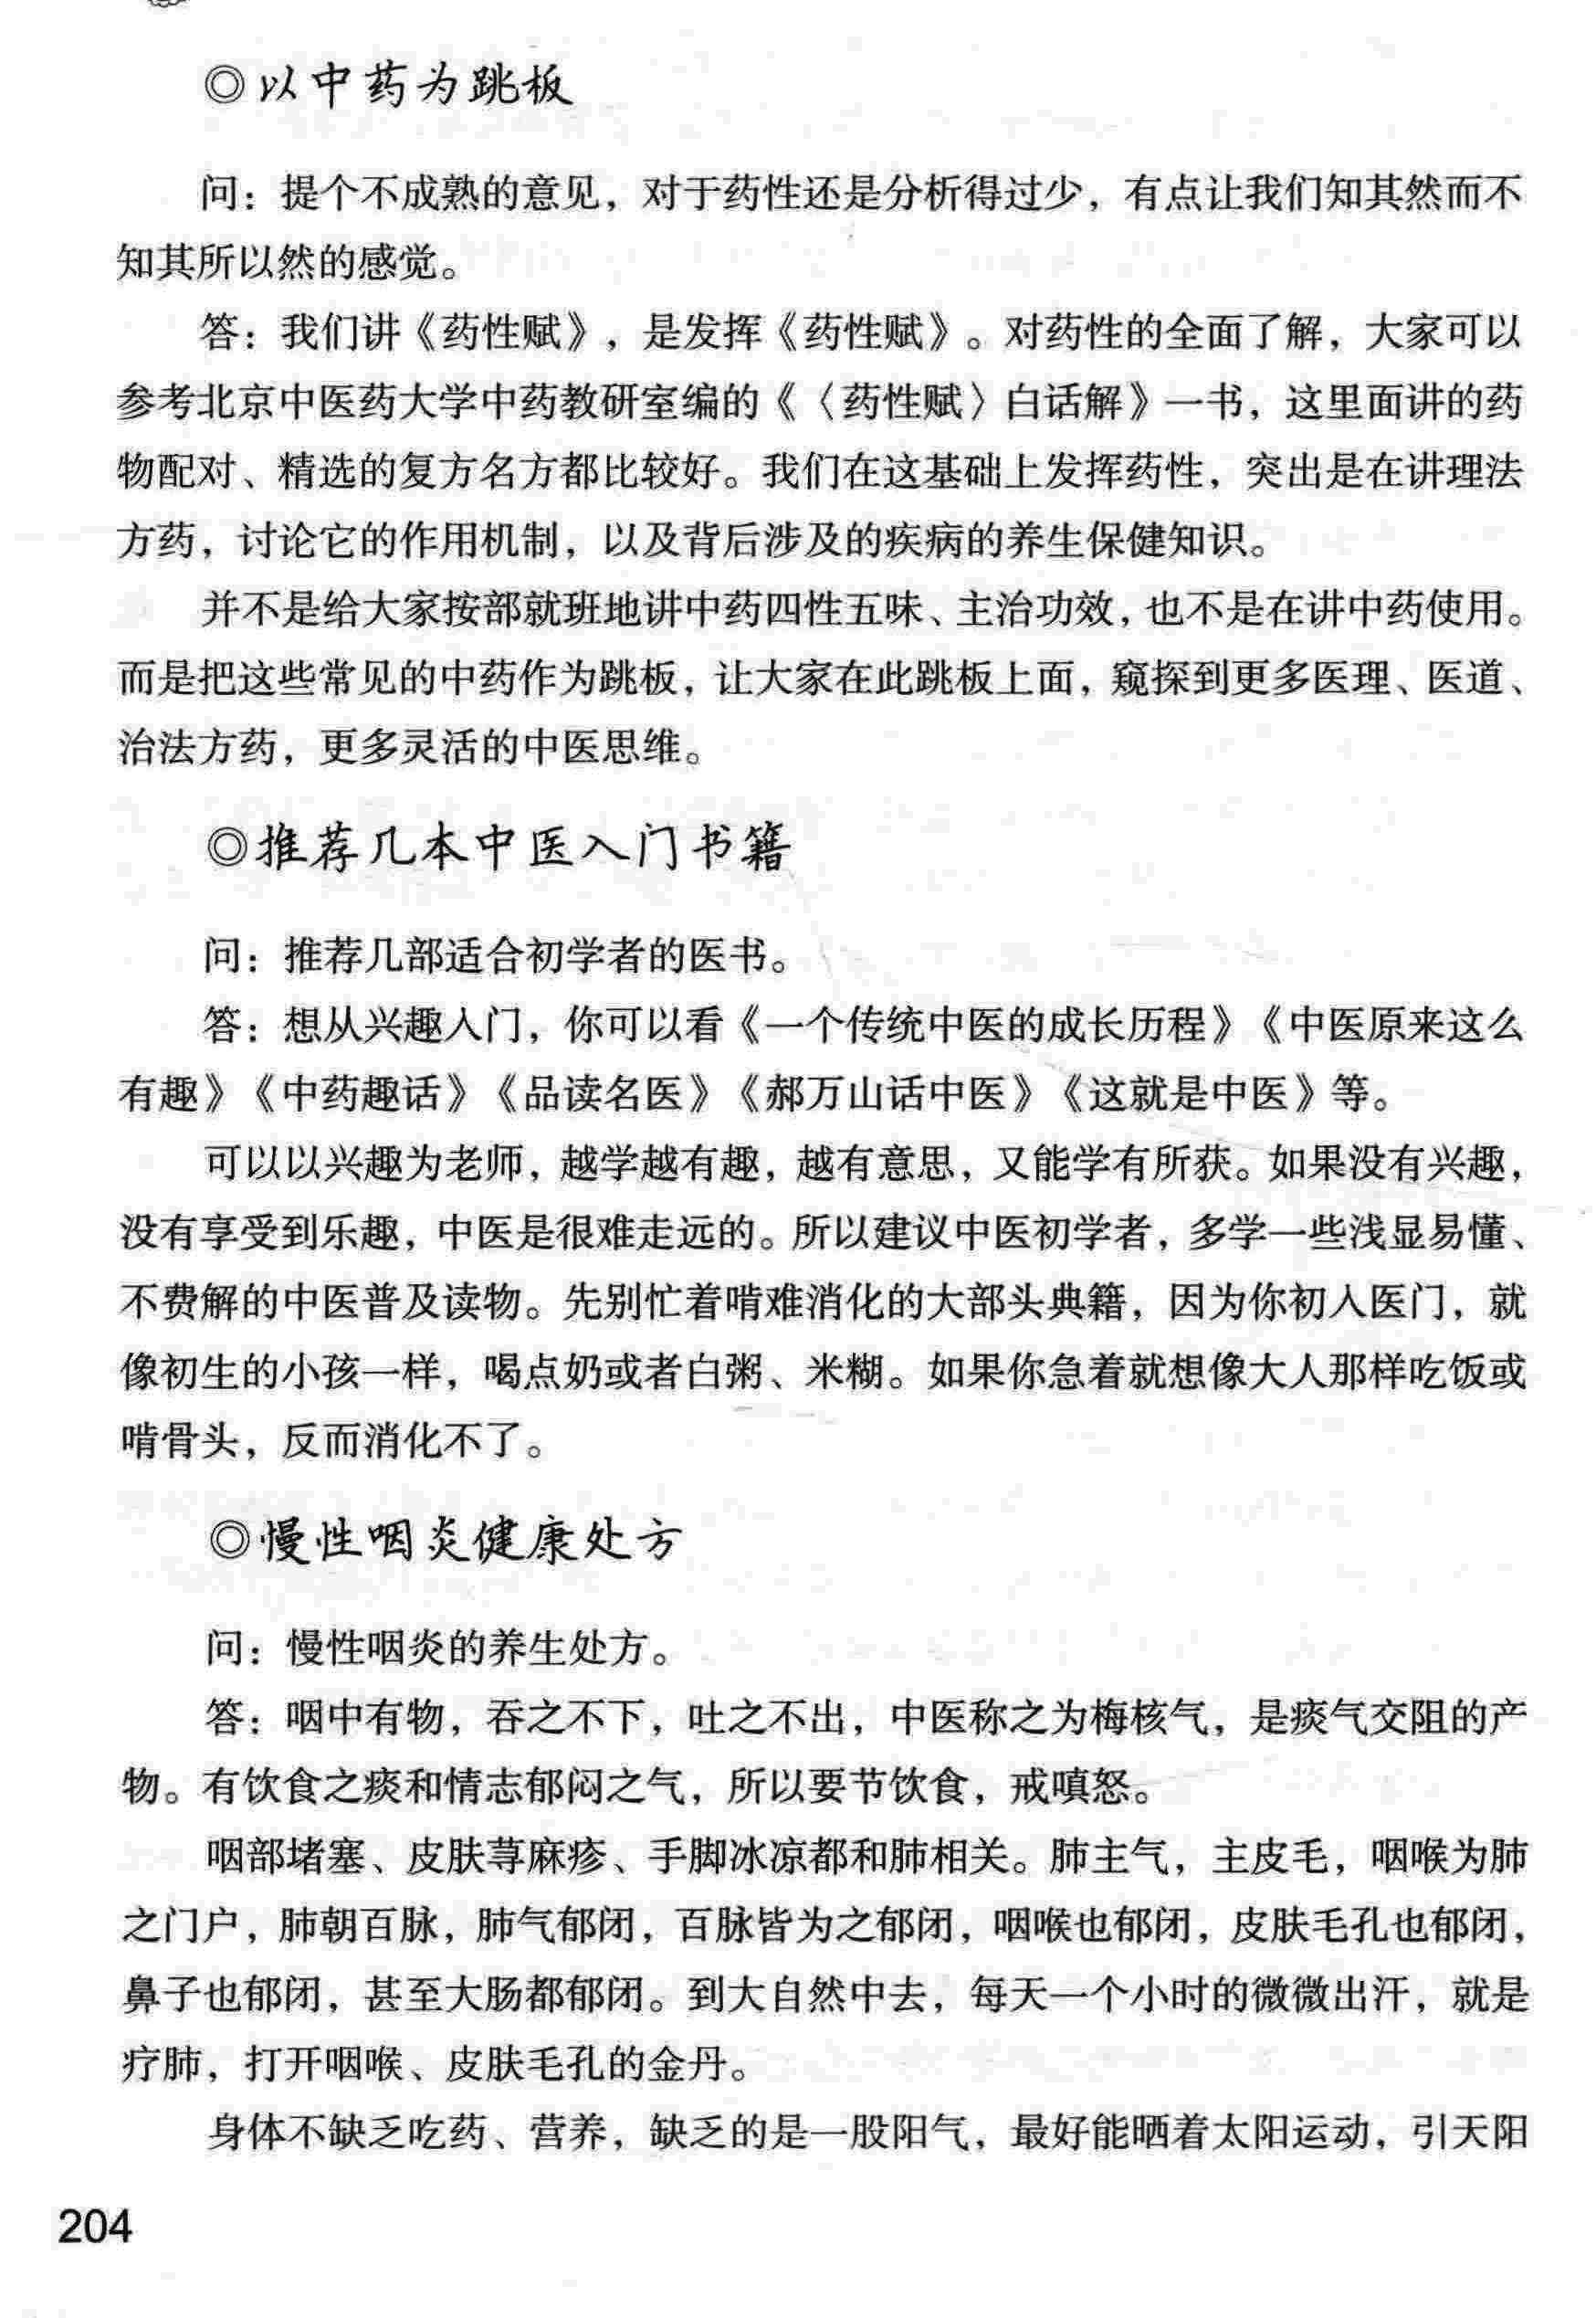 ◎以中药为跳板
问：提个不成熟的意见，对于药性还是分析得过少，有点让我们知其然而不
知其所以然的感觉。
答：我们讲《药性赋》，是发挥《药性赋》。对药性的全面了解，大家可以
参考北京中医药大学中药教研室编的《〈药性赋〉白话解》一书，这里面讲的药
物配对、精选的复方名方都比较好。我们在这基础上发挥药性，突出是在讲理法
方药，讨论它的作用机制，以及背后涉及的疾病的养生保健知识。
并不是给大家按部就班地讲中药四性五味、主治功效，也不是在讲中药使用。
而是把这些常见的中药作为跳板，让大家在此跳板上面，窥探到更多医理、医道、
治法方药，更多灵活的中医思维。
◎推荐几本中医入门书籍
问：推荐几部适合初学者的医书。
答：想从兴趣入门，你可以看《一个传统中医的成长历程》《中医原来这么
有趣》《中药趣话》《品读名医》《郝万山话中医》《这就是中医》等。
可以以兴趣为老师，越学越有趣，越有意思，又能学有所获。如果没有兴趣，
没有享受到乐趣，中医是很难走远的。所以建议中医初学者，多学一些浅显易懂、
不费解的中医普及读物。先别忙着啃难消化的大部头典籍，因为你初入医门，就
像初生的小孩一样，喝点奶或者白粥、米糊。如果你急着就想像大人那样吃饭或
啃骨头，反而消化不了。
◎慢性咽炎健康处方
问：慢性咽炎的养生处方。
答：咽中有物，吞之不下，吐之不出，中医称之为梅核气，是痰气交阻的产
物。有饮食之痰和情志郁闷之气，所以要节饮食，戒嗔怒。
咽部堵塞、皮肤荨麻疹、手脚冰凉都和肺相关。肺主气，主皮毛，咽喉为肺
之门户，肺朝百脉，肺气郁闭，百脉皆为之郁闭，咽喉也郁闭，皮肤毛孔也郁闭，
鼻子也郁闭，甚至大肠都郁闭。到大自然中去，每天一个小时的微微出汗，就是
疗肺，打开咽喉、皮肤毛孔的金丹。
身体不缺乏吃药、营养，缺乏的是一股阳气，最好能晒着太阳运动，引天阳
204